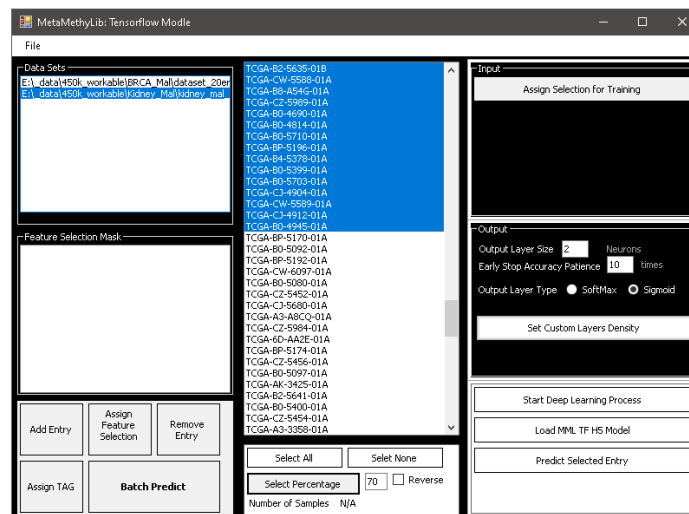 MetaMethyLib: Tensorflow Modle
File
Data Sets
E:\_data\450k_workable\BRCA_Mal\dataset_20er
E:\_data\450k_workable\Kidney_Mal\kidney_mal_
Feature Selection Mask
Add Entry
Assign
Feature
Selection
Remove
Entry
Assign TAG
Batch Predict
TCGA-B2-5635-01B
TCGA-CW-5588-01A
TCGA-B8-A54G-01A
TCGA-CZ-5989-01A
TCGA-B0-4690-01A
TCGA-B0-4814-01A
TCGA-B0-5710-01A
TCGA-BP-5196-01A
TCGA-B4-5378-01A
TCGA-B0-5399-01A
TCGA-B0-5703-01A
TCGA-CJ-4904-01A
TCGA-CW-5589-01A
TCGA-CJ-4912-01A
TCGA-B0-4945-01A
TCGA-BP-5170-01A
TCGA-B0-5092-01A
TCGA-BP-5192-01A
TCGA-CW-6097-01A
TCGA-B0-5080-01A
TCGA-CZ-5452-01A
TCGA-CJ-5680-01A
TCGA-A3-A8CQ-01A
TCGA-CZ-5984-01A
TCGA-6D-AA2E-01A
TCGA-BP-5174-01A
TCGA-CZ-5456-01A
TCGA-B0-5097-01A
TCGA-AK-3425-01A
TCGA-B2-5641-01A
TCGA-B0-5400-01A
TCGA-CZ-5454-01A
TCGA-A3-3358-01A
Select All
Selet None
Select Percentage
70
Reverse
Number of Samples N/A
Input
Assign Selection for Training
Output
Output Layer Size 2 Neurons
Early Stop Accuracy Patience 10 times
Output Layer Type SoftMax Sigmoid
Set Custom Layers Density
Start Deep Learning Process
Load MML TF H5 Model
Predict Selected Entry